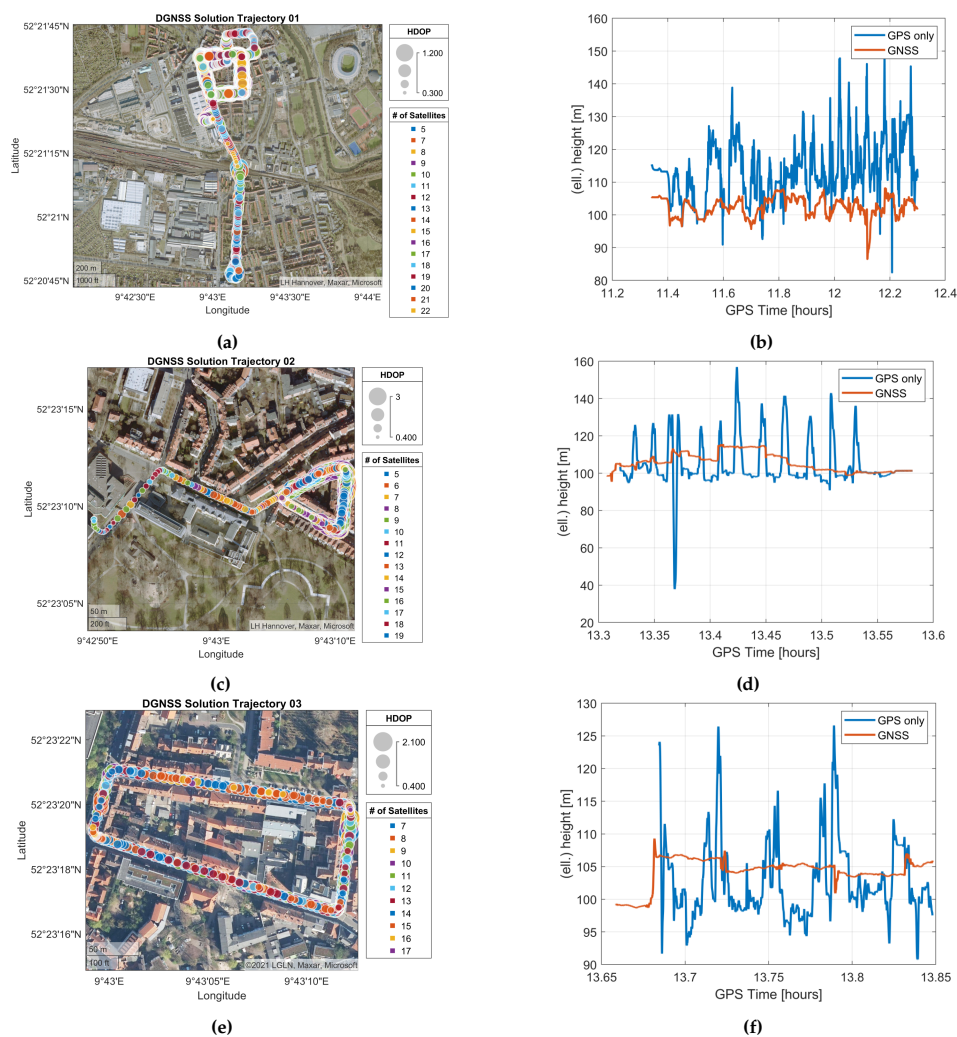 DGNSS Solution Trajectory 01
52°21'45"N
52°21'30"N
52°21'15"N
52°21'N
52°20'45"N
Latitude
200 m
1000 ft
LH Hannover, Maxar, Microsoft
9°42'30"E
9°43'E
9°43'30"E
9°44'E
Longitude
HDOP
1.200
0.300
# of Satellites
5
7
8
9
10
11
12
13
14
15
16
17
18
19
20
21
22
(a)
160
150
140
130
120
110
100
90
80
(ell.) height [m]
GPS only
GNSS
11.2
11.4
11.6
11.8
12
12.2
12.4
GPS Time [hours]
(b)
DGNSS Solution Trajectory 02
52°23'15"N
52°23'10"N
52°23'05"N
Latitude
50 m
200 ft
LH Hannover, Maxar, Microsoft
9°42'50"E
9°43'E
9°43'10"E
Longitude
HDOP
3
0.400
# of Satellites
5
6
7
8
9
10
11
12
13
14
15
16
17
18
19
(c)
160
140
120
100
80
60
40
20
(ell.) height [m]
GPS only
GNSS
13.3
13.35
13.4
13.45
13.5
13.55
13.6
GPS Time [hours]
(d)
DGNSS Solution Trajectory 03
52°23'22"N
52°23'20"N
52°23'18"N
52°23'16"N
Latitude
50 m
100 ft
©2021 LGLN, Maxar, Microsoft
9°43'E
9°43'05"E
9°43'10"E
Longitude
HDOP
2.100
0.400
# of Satellites
7
8
9
10
11
12
13
14
15
16
17
(e)
130
125
120
115
110
105
100
95
90
(ell.) height [m]
GPS only
GNSS
13.65
13.7
13.75
13.8
13.85
GPS Time [hours]
(f)